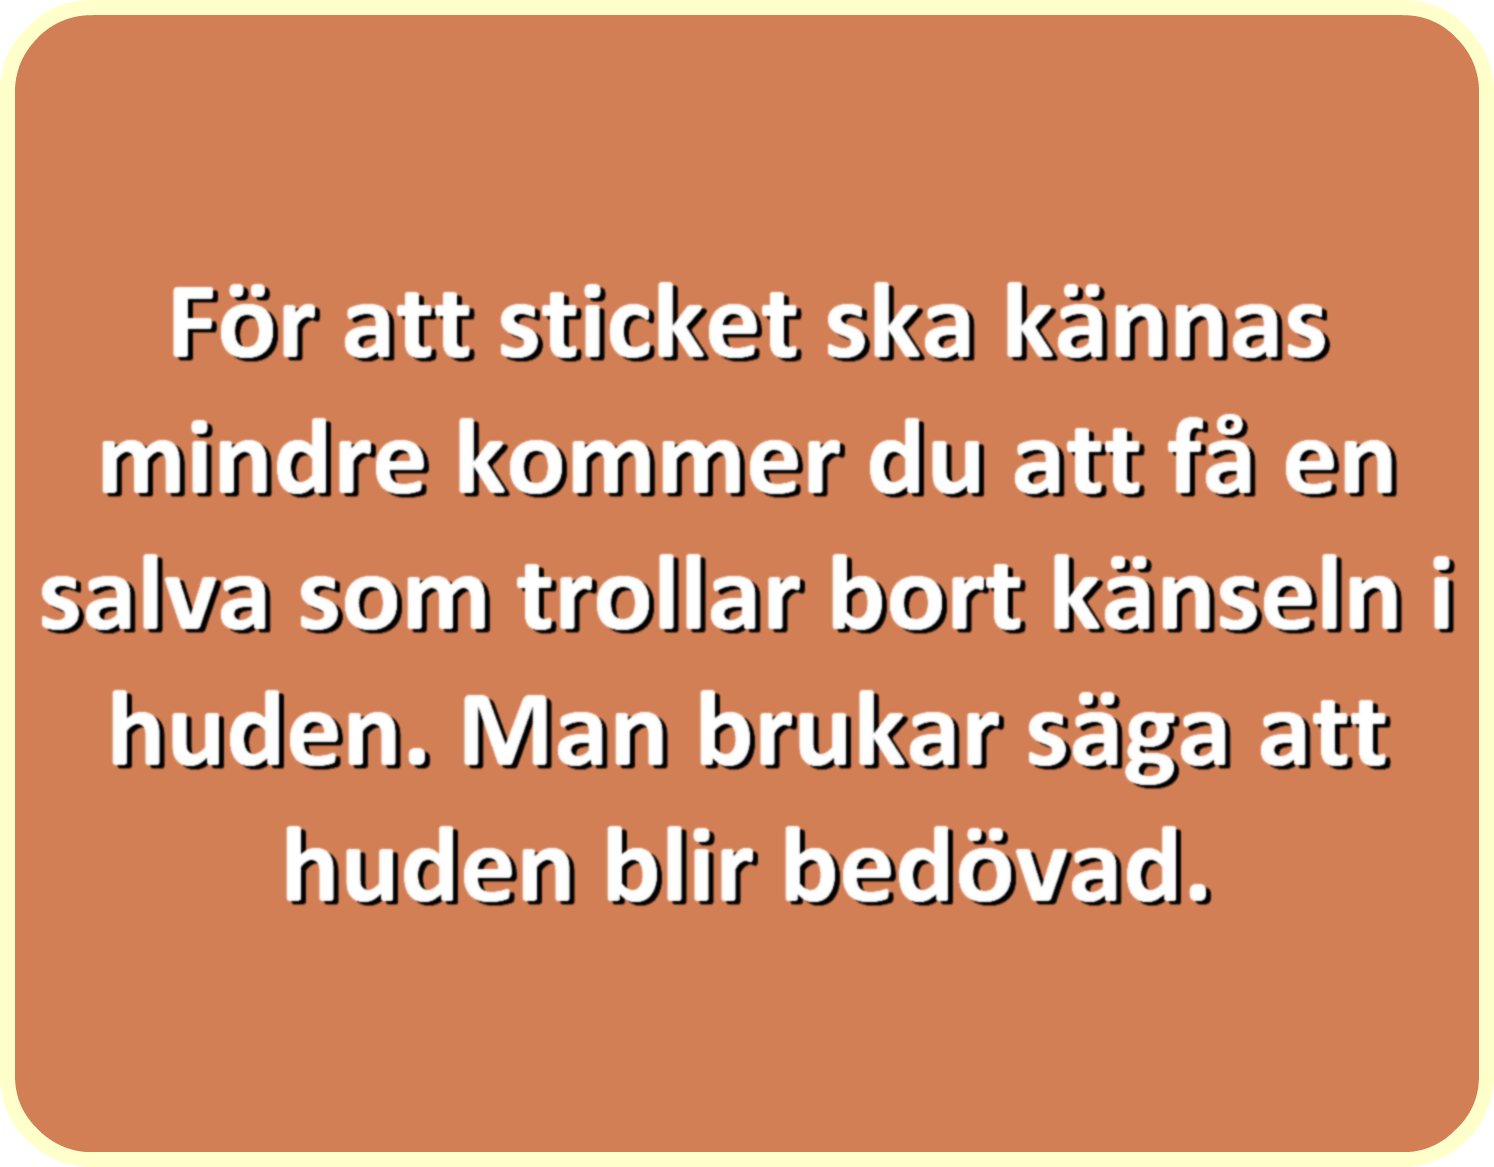 För att sticket ska kännas
mindre kommer du att få en
salva som trollar bort känseln i
huden. Man brukar säga att
huden blir bedövad.